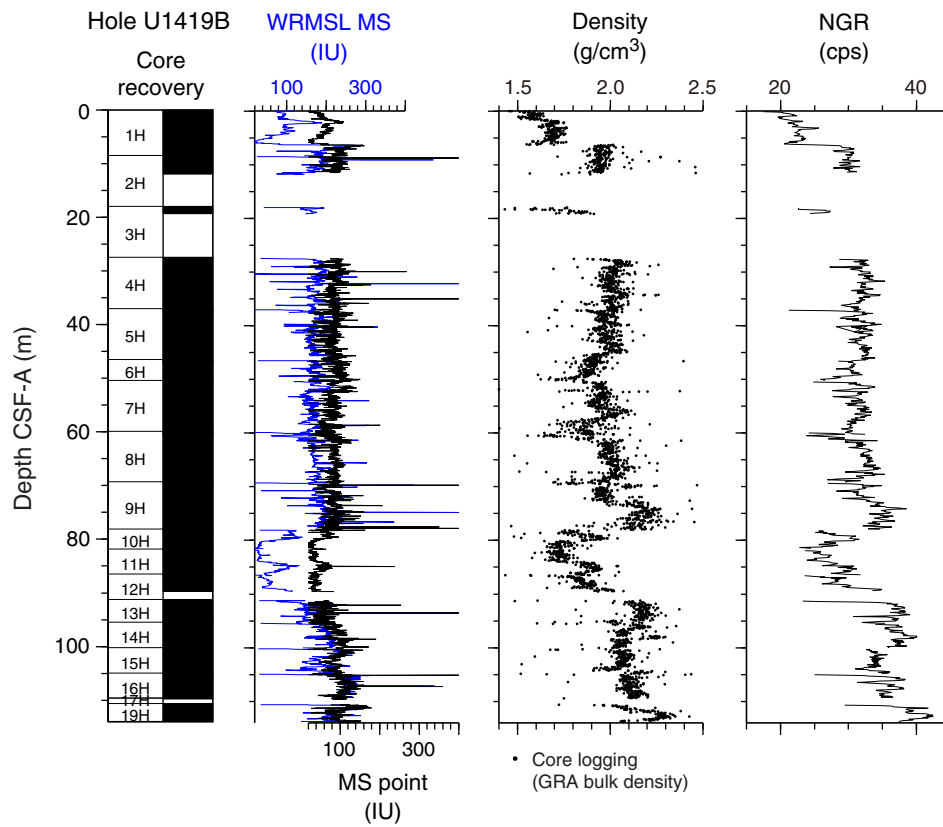 Hole U1419B
WRMSL MS
(IU)
Density
(g/cm³)
NGR
(cps)
Core
recovery
100 300
1.5 2.0 2.5
20 40
0
20
40
60
80
100
Depth CSF-A (m)
1H
2H
3H
4H
5H
6H
7H
8H
9H
10H
11H
12H
13H
14H
15H
16H
17H
19H
100 300
MS point
(IU)
• Core logging
(GRA bulk density)